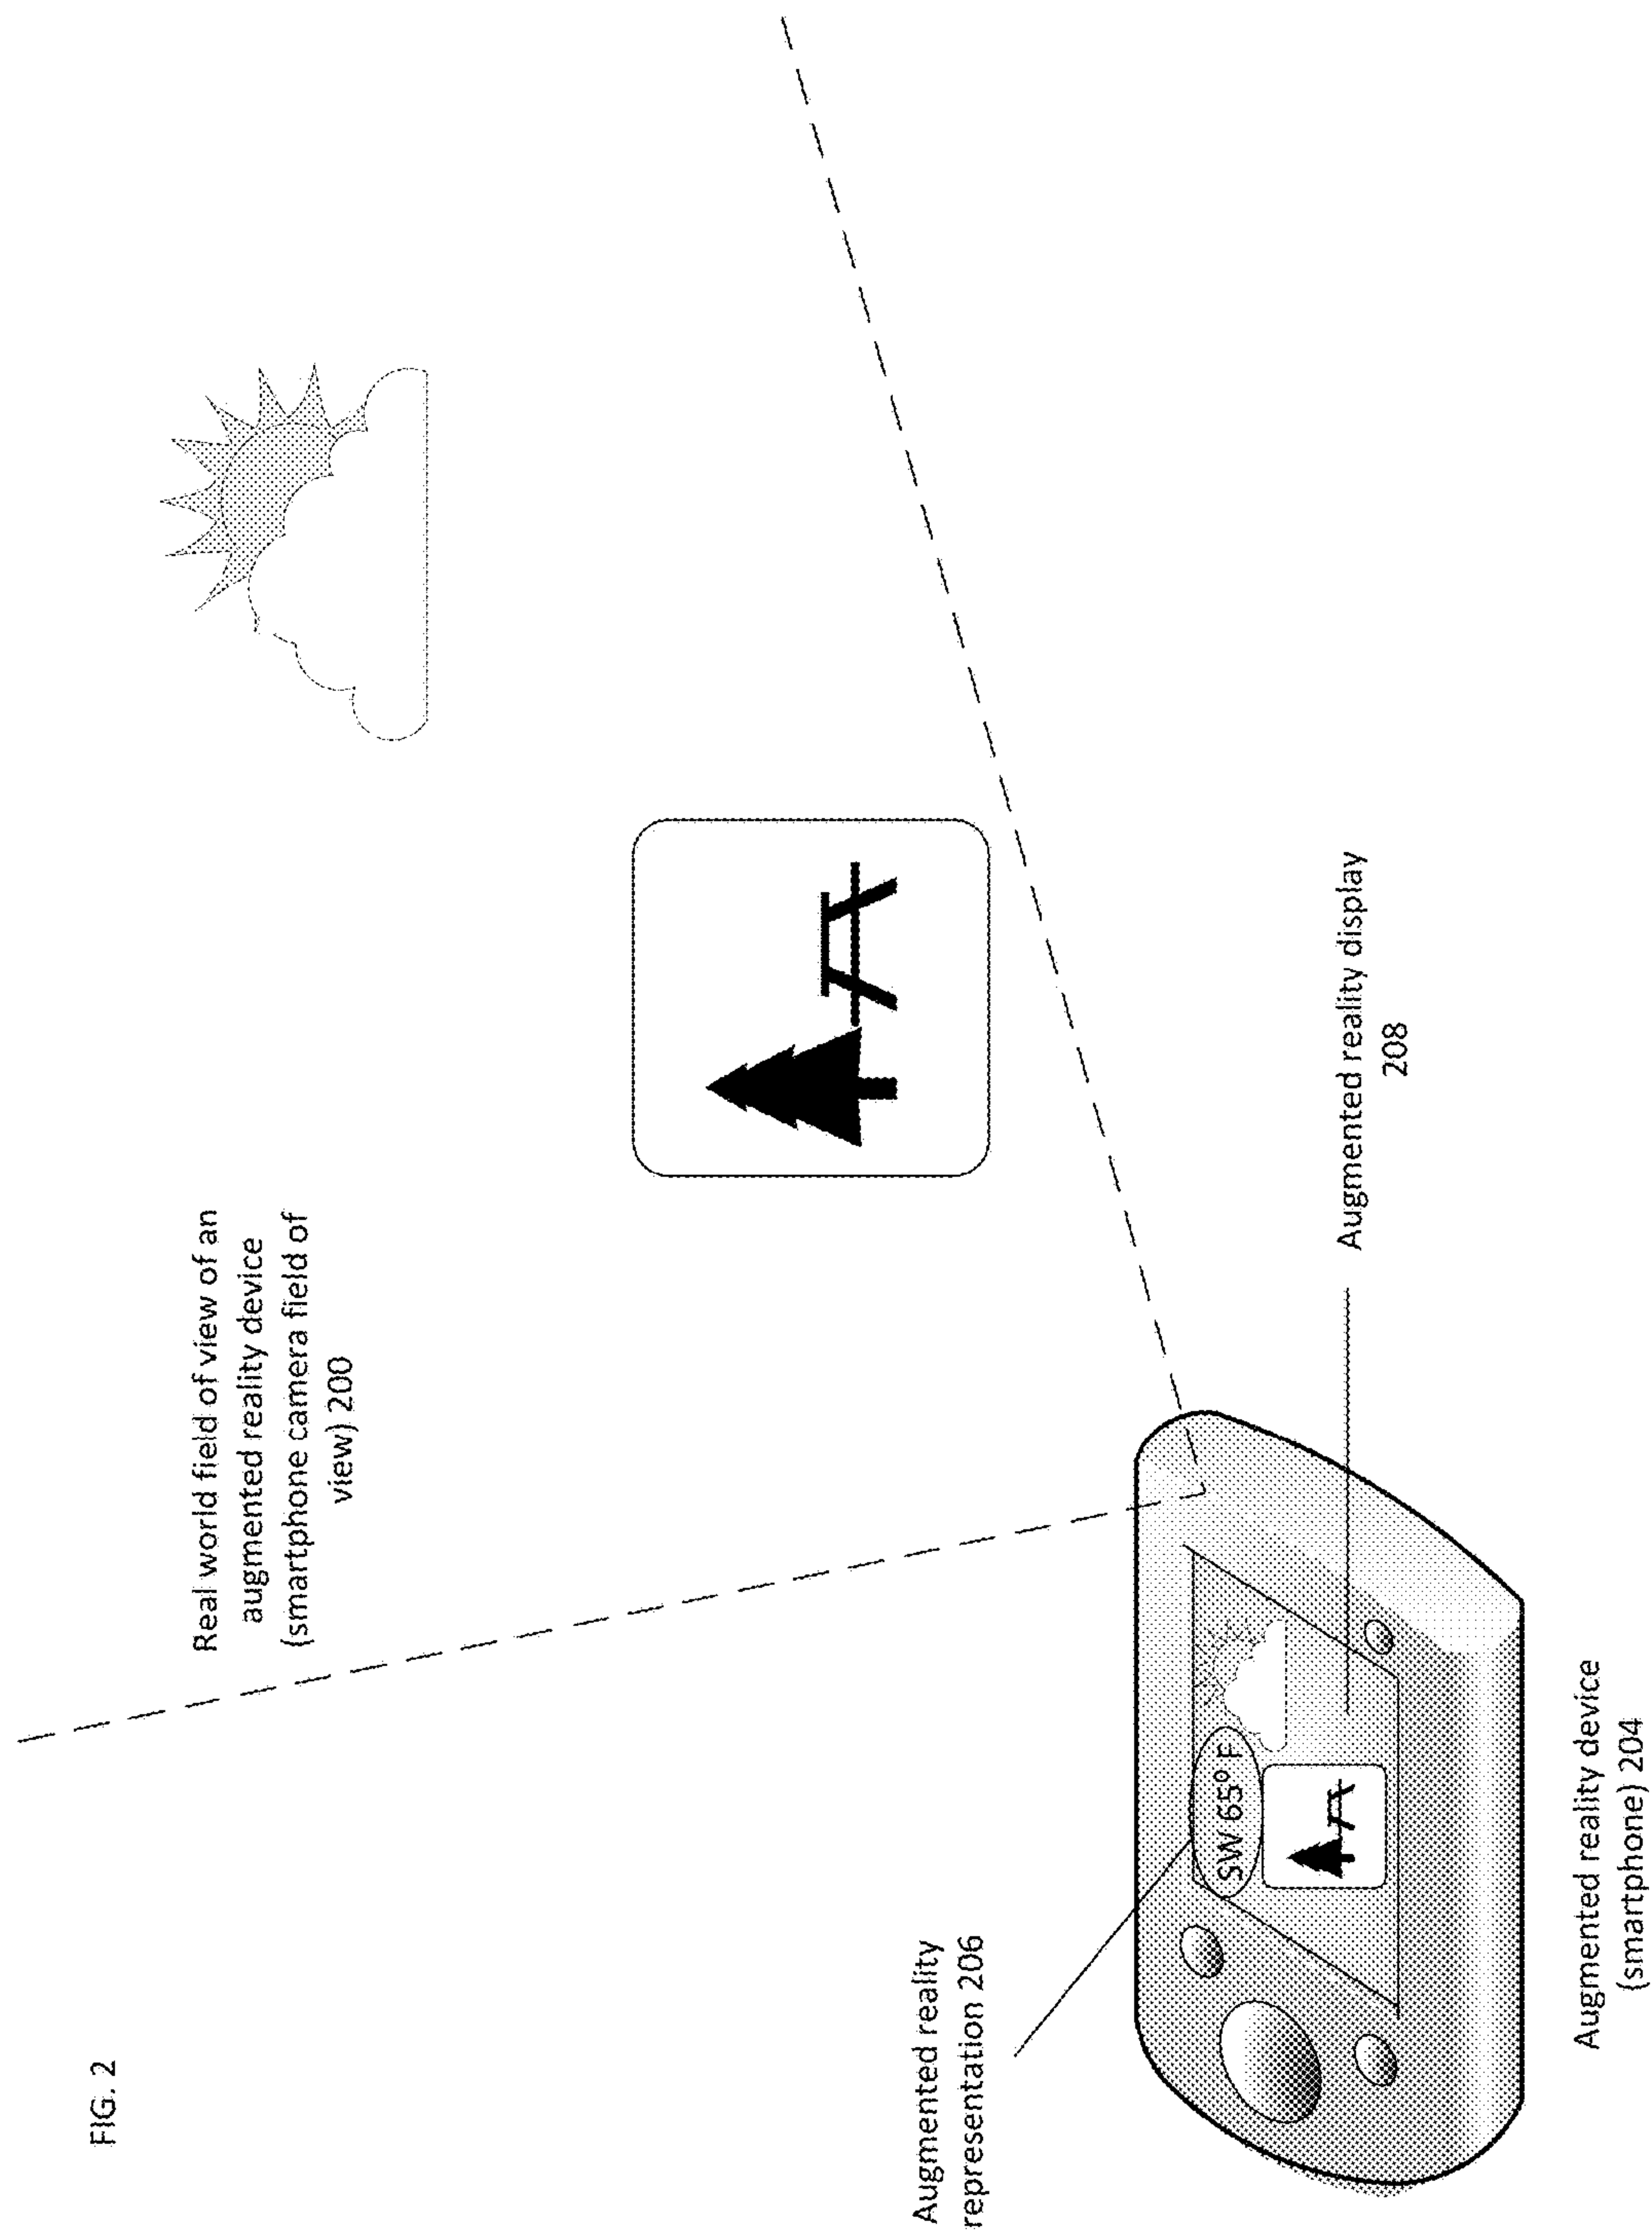 FIG. 2
Real world field of view of an
augmented reality device
(smartphone camera field of
view) 200
Augmented reality
representation 206
SW 65º F
Augmented reality display
208
Augmented reality device
(smartphone) 204